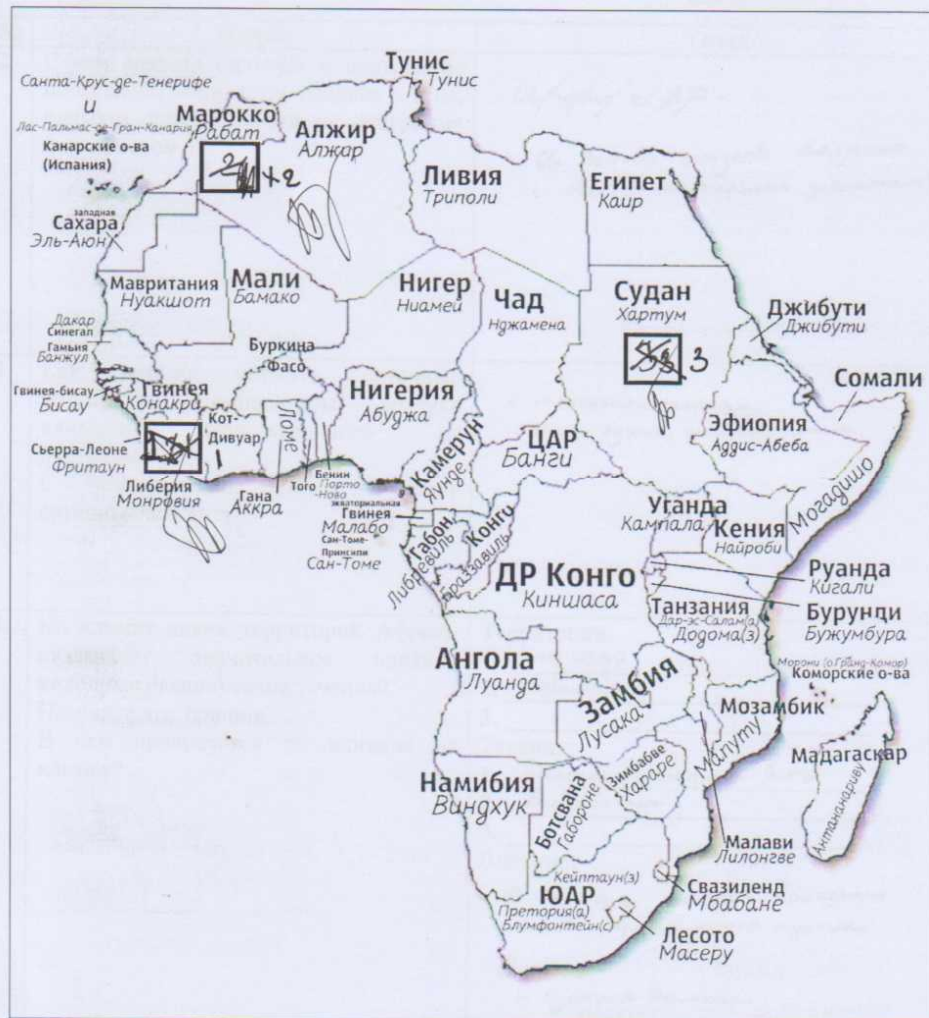 Тунис
Тунис
Санта-Крус-де-Тенерифе
и
Лас-Пальмас-де-Гран-Канария
Канарские о-ва
(Испания)
Марокко
Рабат
2
Алжир
Алжар
Ливия
Триполи
Египет
Каир
западная
Сахара
Эль-Аюн
Мавритания
Нуакшот
Мали
Бамако
Нигер
Ниамей
Чад
Нджамена
Судан
Хартум
3
Джибути
Джибути
Дакар
Синегал
Гамьия
Банжул
Буркина
-Фасо
Сомали
Могадишо
Гвинея-бисау
Бисау
Гвинея
Конакра
Нигерия
Абуджа
Эфиопия
Аддис-Абеба
Кот-
Дивуар
1
Ломе
Камерун
Яунде
ЦАР
Банги
Сьерра-Леоне
Фритаун
Либерия
Монровия
Гана
Аккра
Того
Бенин
Порто
-Ново
экваториальная
Гвинея
Малабо
Сан-Томе-
Принсипи
Сан-Томе
Габон
Либревиль
Конго
Браззавиль
Уганда
Кампала
Кения
Найроби
ДР Конго
Киншаса
Руанда
Кигали
Бурунди
Бужумбура
Танзания
Дар-эс-Салам(а)
Додома(з)
Ангола
Луанда
Замбия
Лусака
Морони (о.Гранд-Комор)
Коморские о-ва
Мозамбик
Мапуту
Мадагаскар
Антананариву
Намибия
Виндхук
Ботсвана
Габороне
Зимбабве
Хараре
Малави
Лилонгве
Кейптаун(з)
ЮАР
Претория(а)
Блумфонтейн(с)
Свазиленд
Мбабане
Лесото
Масеру